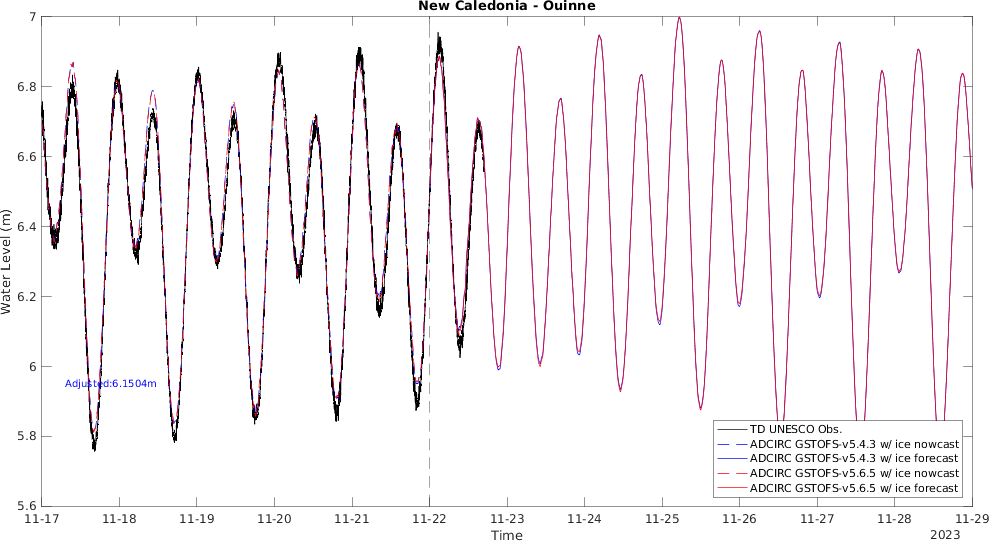 New Caledonia - Ouinne
Water Level (m)
7
6.8
6.6
6.4
6.2
6
5.8
5.6
Adjusted:6.1504m
TD UNESCO Obs.
ADCIRC GSTOFS-v5.4.3 w/ ice nowcast
ADCIRC GSTOFS-v5.4.3 w/ ice forecast
ADCIRC GSTOFS-v5.6.5 w/ ice nowcast
ADCIRC GSTOFS-v5.6.5 w/ ice forecast
11-17 11-18 11-19 11-20 11-21 11-22 11-23 11-24 11-25 11-26 11-27 11-28 11-29
Time
2023